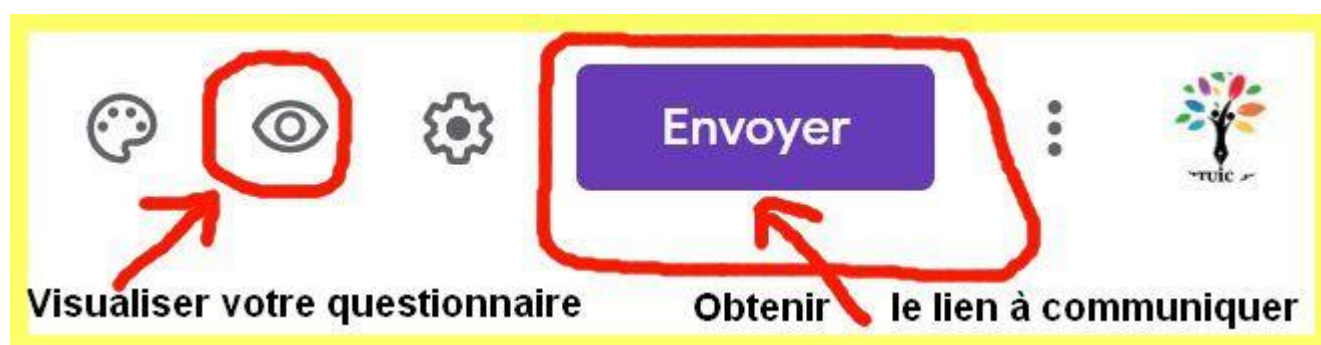 Envoyer
Visualiser votre questionnaire
Obtenir le lien à communiquer